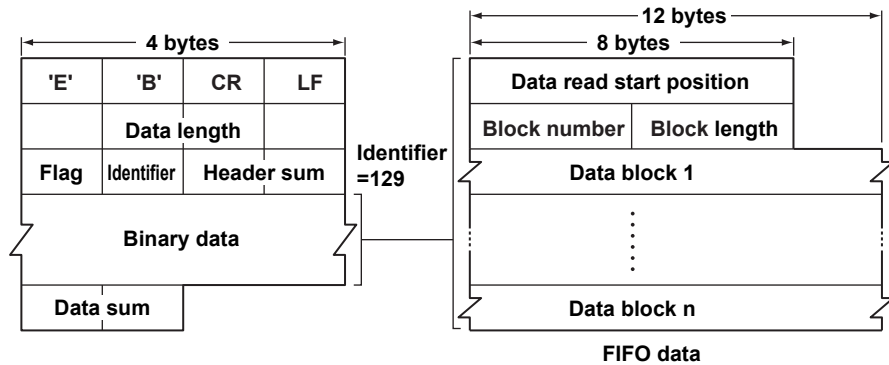 12 bytes
4 bytes
8 bytes
'E' 'B' CR LF
Data read start position
Data length
Block number Block length
Flag Identifier Header sum
Identifier
=129
Data block 1
Binary data
Data sum
Data block n
FIFO data